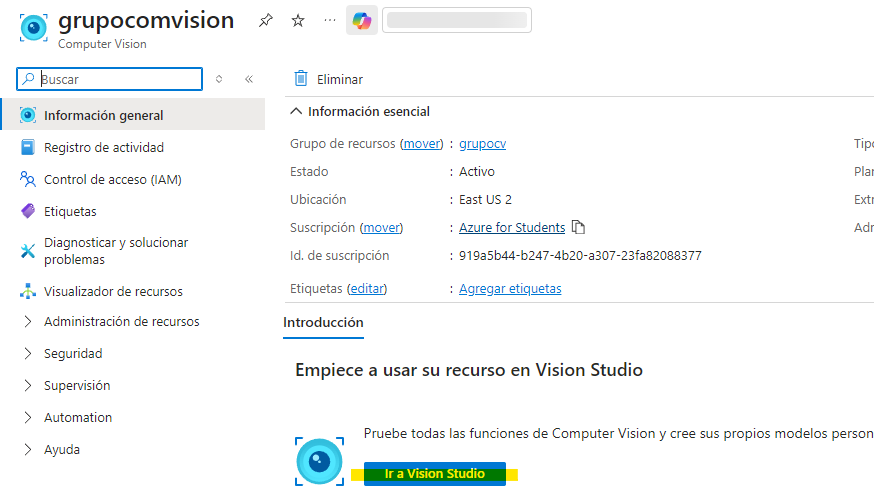 grupocomvision
Computer Vision
Buscar
Eliminar
Información general
Registro de actividad
Control de acceso (IAM)
Etiquetas
Diagnosticar y solucionar
problemas
Visualizador de recursos
Administración de recursos
Seguridad
Supervisión
Automation
Ayuda
Información esencial
Grupo de recursos (mover) : grupocv
Estado : Activo
Ubicación : East US 2
Suscripción (mover) : Azure for Students
Id. de suscripción : 919a5b44-b247-4b20-a307-23fa82088377
Etiquetas (editar) : Agregar etiquetas
Tipo
Plan
Extr
Adr
Introducción
Empiece a usar su recurso en Vision Studio
Pruebe todas las funciones de Computer Vision y cree sus propios modelos person
Ir a Vision Studio